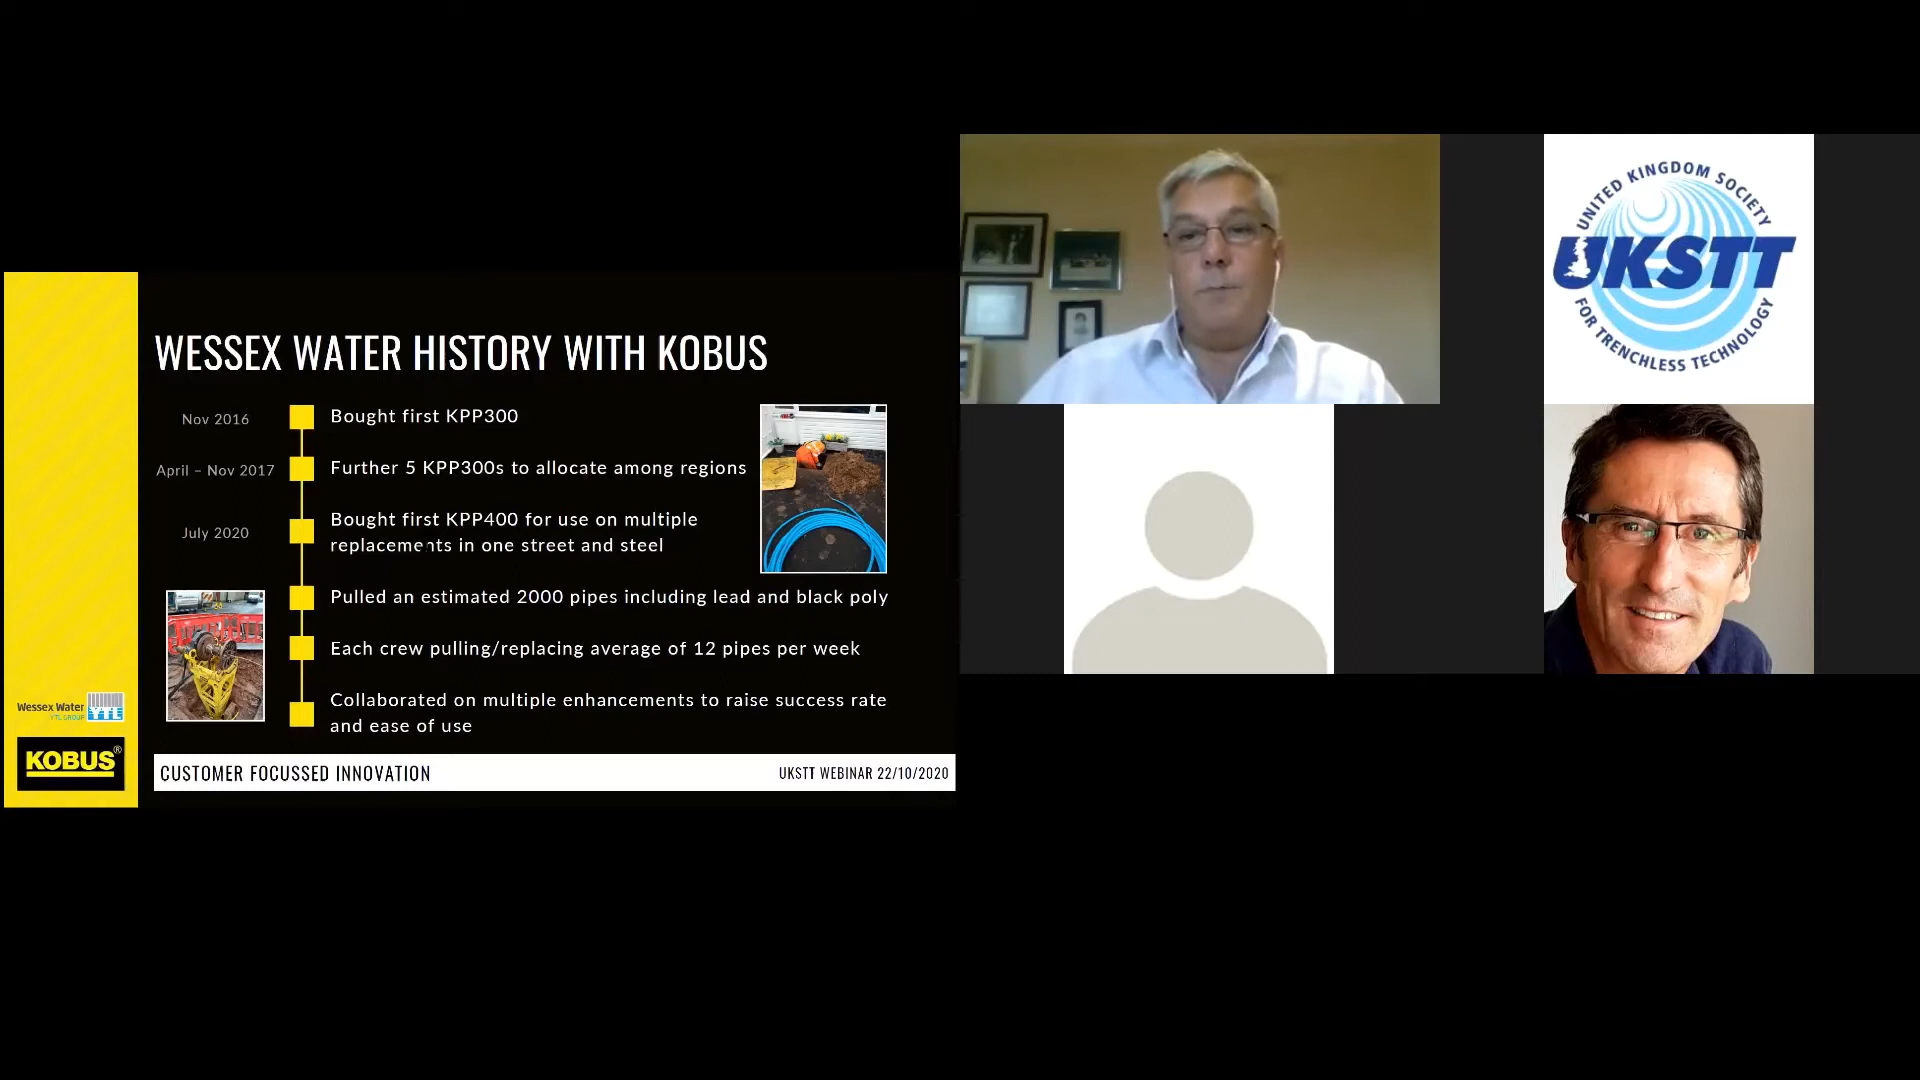 WESSEX WATER HISTORY WITH KOBUS
Nov 2016
Bought first KPP300
April – Nov 2017
Further 5 KPP300s to allocate among regions
July 2020
Bought first KPP400 for use on multiple
replacements in one street and steel
Pulled an estimated 2000 pipes including lead and black poly
Each crew pulling/replacing average of 12 pipes per week
Collaborated on multiple enhancements to raise success rate
and ease of use
Wessex Water
YTL GROUP
YTL
KOBUS®
CUSTOMER FOCUSSED INNOVATION
UKSTT WEBINAR 22/10/2020
UNITED KINGDOM SOCIETY
UKSTT
FOR TRENCHLESS TECHNOLOGY